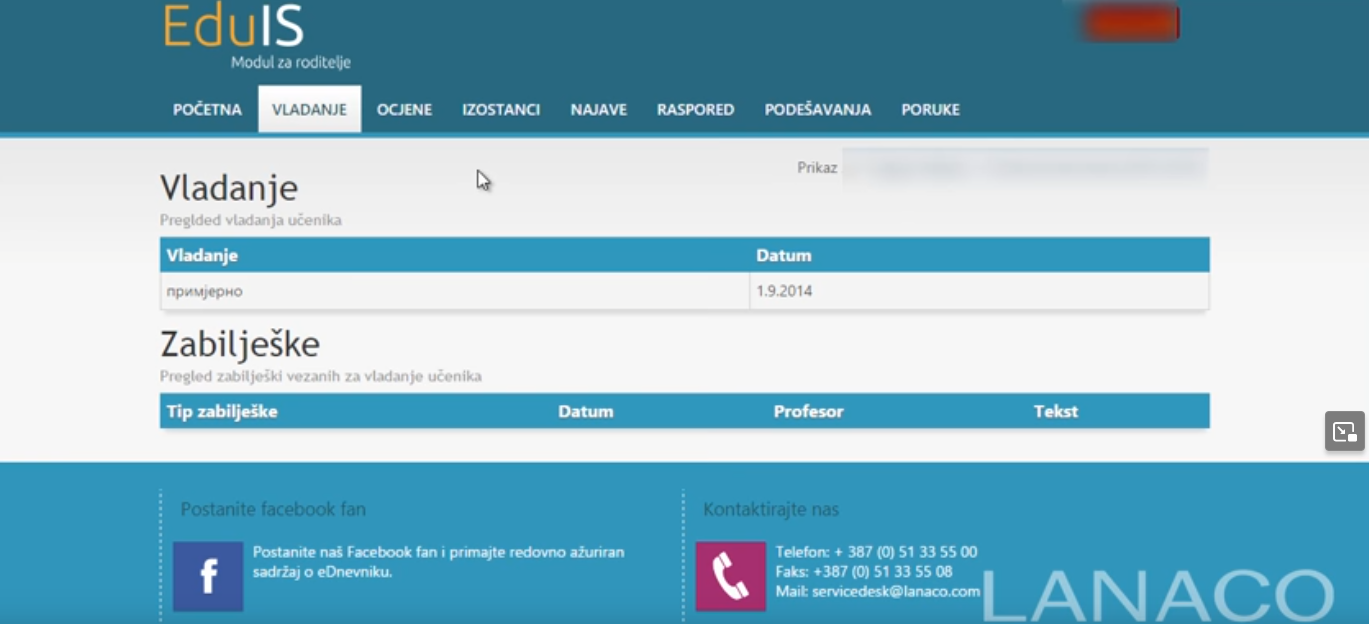 EduIS
Modul za roditelje
POČETNA VLADANJE OCJENE IZOSTANCI NAJAVE RASPORED PODEŠAVANJA PORUKE
Prikaz
Vladanje
Preglded vladanja učenika
Vladanje Datum
примјерно 1.9.2014
Zabilješke
Pregled zabilješki vezanih za vladanje učenika
Tip zabilješke Datum Profesor Tekst
Postanite facebook fan
Postanite naš Facebook fan i primajte redovno ažuriran
sadržaj o eDnevniku.
Kontaktirajte nas
Telefon: + 387 (0) 51 33 55 00
Faks: +387 (0) 51 33 55 08
Mail: servicedesk@lanaco.com
LANACO